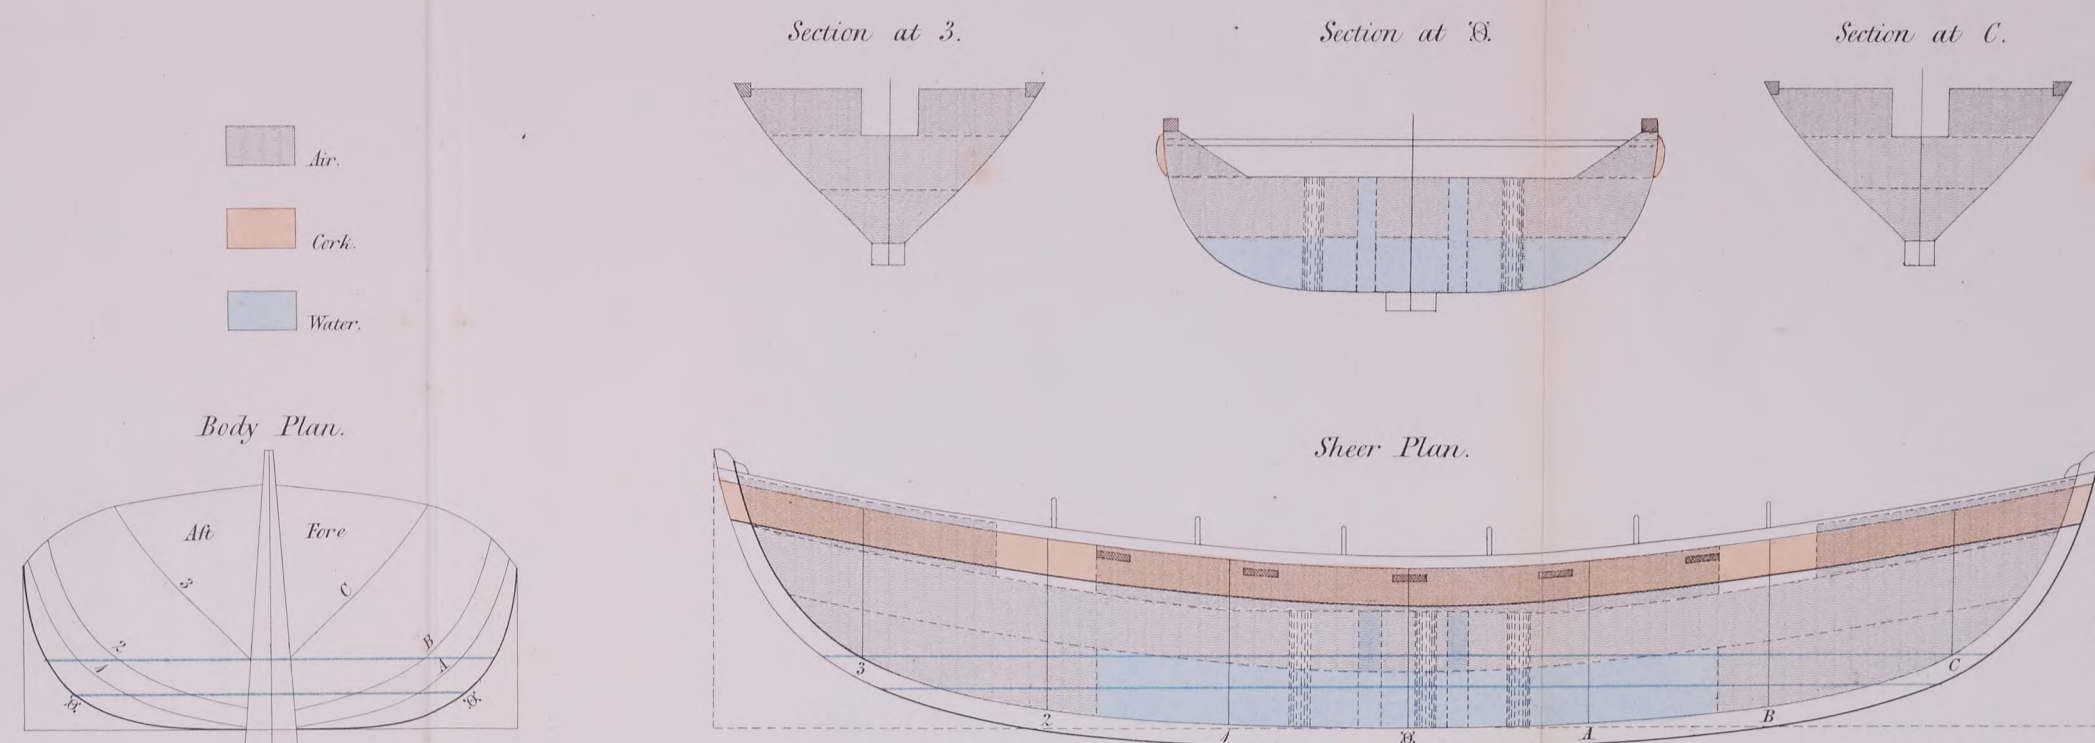 Section at 3.
Section at Ꝏ.
Section at C.
Air.
Cork.
Water.
Body Plan.
Aft
Fore
3
C
2
1
B
A
Sheer Plan.
3
2
1
A
B
C